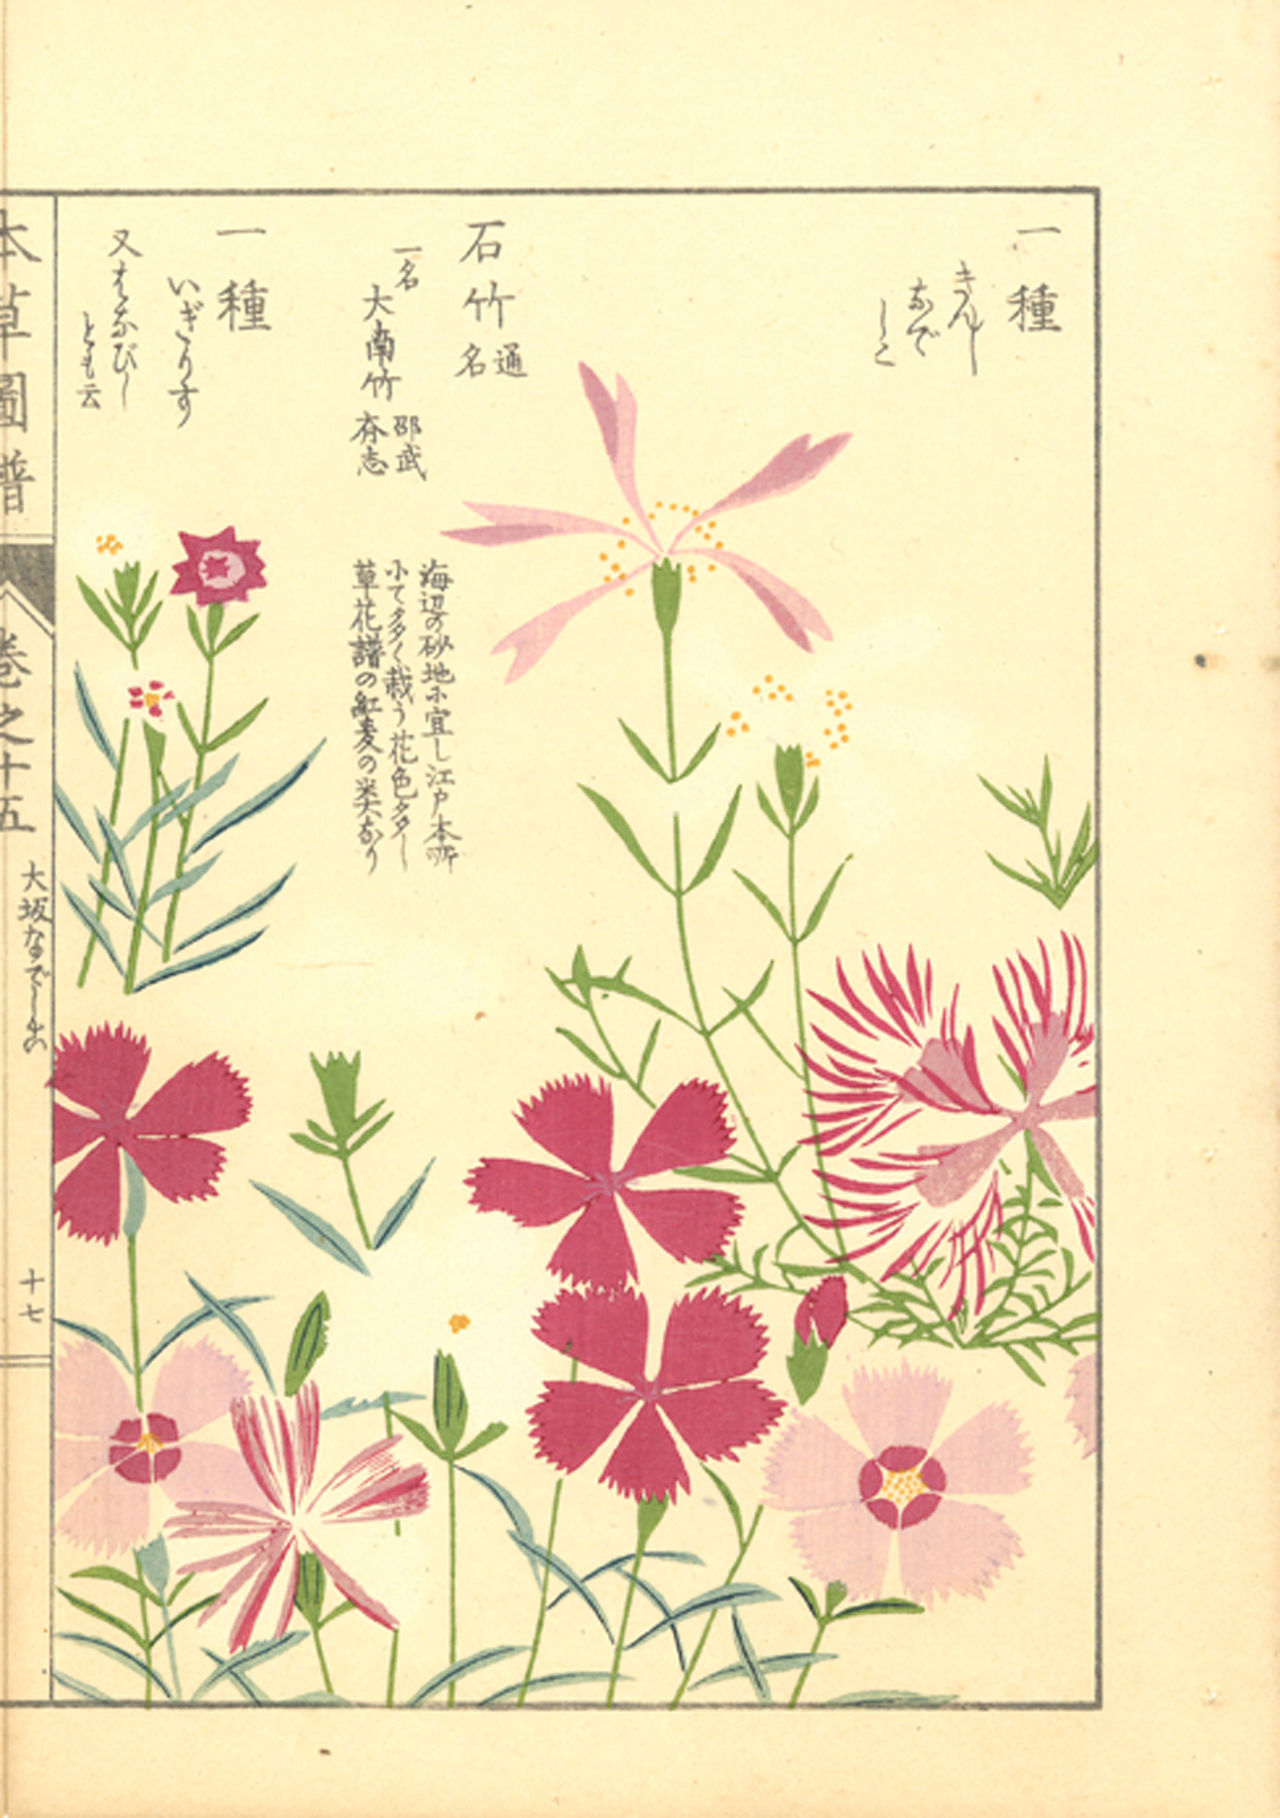 一種
きんし
なでしこ
石竹 通名
一名
大南竹 邵武府志
海辺の砂地に宜し江戸本所
にて多く栽う花色多し
草花譜の紅麦の類なり
一種
いぎりす
又はなびし
とも云
本草圖譜
巻之十五
大坂なでしこ
十七